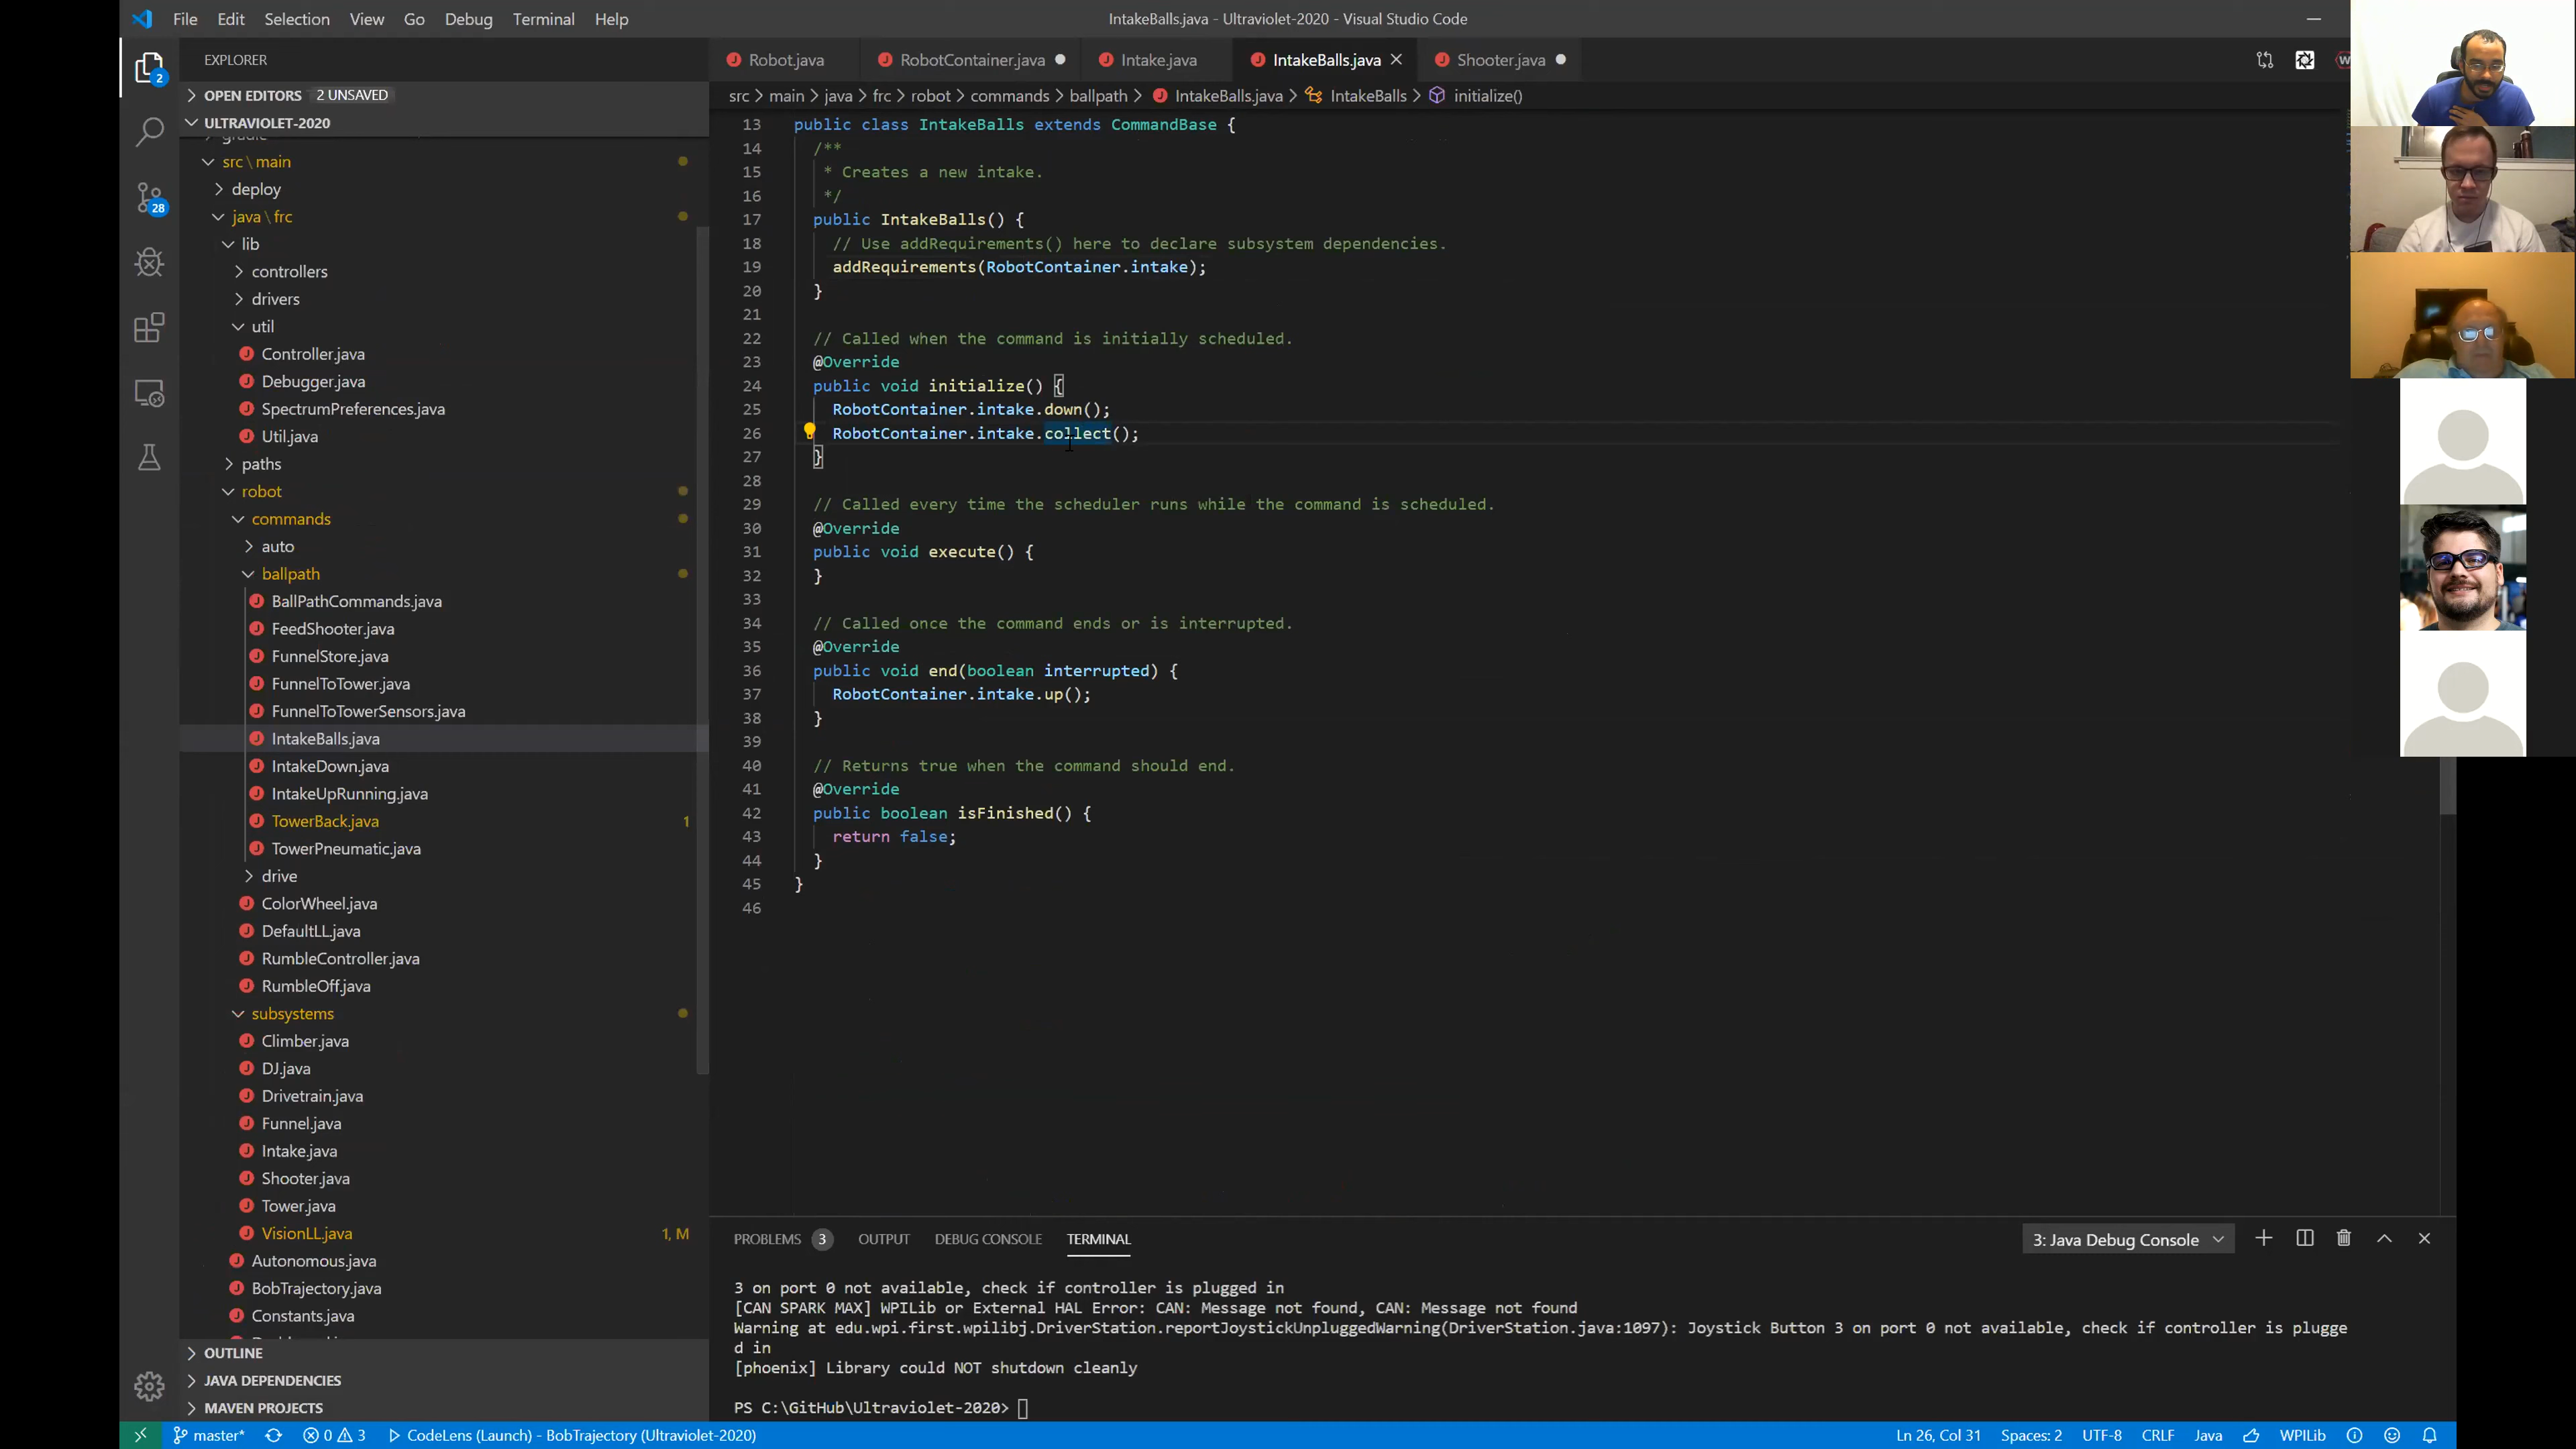 File Edit Selection View Go Debug Terminal Help
IntakeBalls.java - Ultraviolet-2020 - Visual Studio Code
EXPLORER
OPEN EDITORS 2 UNSAVED
ULTRAVIOLET-2020
src\main
deploy
java\frc
lib
controllers
drivers
util
Controller.java
Debugger.java
SpectrumPreferences.java
Util.java
paths
robot
commands
auto
ballpath
BallPathCommands.java
FeedShooter.java
FunnelStore.java
FunnelToTower.java
FunnelToTowerSensors.java
IntakeBalls.java
IntakeDown.java
IntakeUpRunning.java
TowerBack.java 1
TowerPneumatic.java
drive
ColorWheel.java
DefaultLL.java
RumbleController.java
RumbleOff.java
subsystems
Climber.java
DJ.java
Drivetrain.java
Funnel.java
Intake.java
Shooter.java
Tower.java
VisionLL.java 1, M
Autonomous.java
BobTrajectory.java
Constants.java
OUTLINE
JAVA DEPENDENCIES
MAVEN PROJECTS
2
28
Robot.java RobotContainer.java Intake.java IntakeBalls.java Shooter.java
src > main > java > frc > robot > commands > ballpath > IntakeBalls.java > IntakeBalls > initialize()
13 public class IntakeBalls extends CommandBase {
14 /**
15 * Creates a new intake.
16 */
17 public IntakeBalls() {
18 // Use addRequirements() here to declare subsystem dependencies.
19 addRequirements(RobotContainer.intake);
20 }
21
22 // Called when the command is initially scheduled.
23 @Override
24 public void initialize() {
25 RobotContainer.intake.down();
26 RobotContainer.intake.collect();
27 }
28
29 // Called every time the scheduler runs while the command is scheduled.
30 @Override
31 public void execute() {
32 }
33
34 // Called once the command ends or is interrupted.
35 @Override
36 public void end(boolean interrupted) {
37 RobotContainer.intake.up();
38 }
39
40 // Returns true when the command should end.
41 @Override
42 public boolean isFinished() {
43 return false;
44 }
45 }
46
PROBLEMS 3 OUTPUT DEBUG CONSOLE TERMINAL
3: Java Debug Console
3 on port 0 not available, check if controller is plugged in
[CAN SPARK MAX] WPILib or External HAL Error: CAN: Message not found, CAN: Message not found
Warning at edu.wpi.first.wpilibj.DriverStation.reportJoystickUnpluggedWarning(DriverStation.java:1097): Joystick Button 3 on port 0 not available, check if controller is plugge
d in
[phoenix] Library could NOT shutdown cleanly
PS C:\GitHub\Ultraviolet-2020>
master* 0 3 CodeLens (Launch) - BobTrajectory (Ultraviolet-2020)
Ln 26, Col 31 Spaces: 2 UTF-8 CRLF Java WPILib